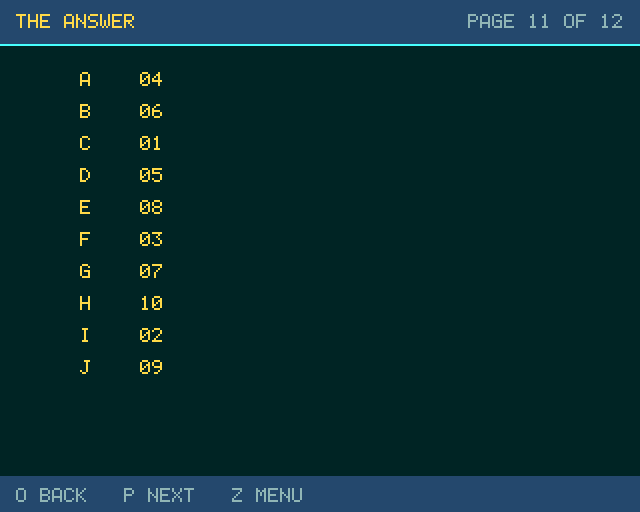 THE ANSWER PAGE 11 OF 12
A 04
B 06
C 01
D 05
E 08
F 03
G 07
H 10
I 02
J 09
O BACK P NEXT Z MENU